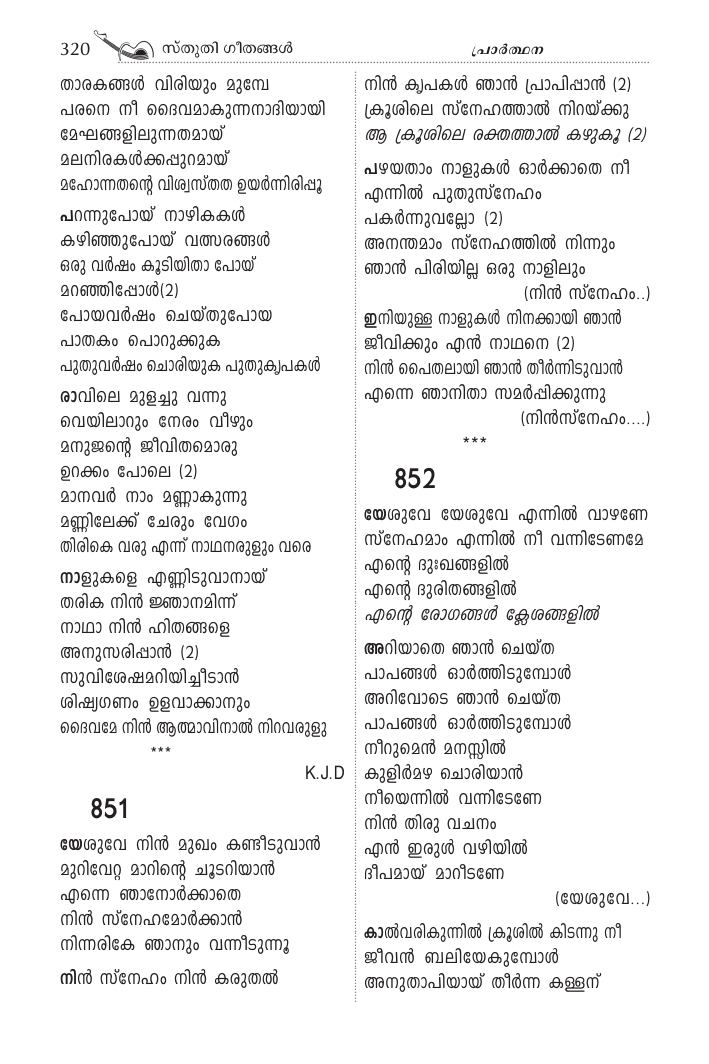 320 സ്തുതി ഗീതങ്ങൾ
പ്രാർത്ഥന
താരകങ്ങൾ വിരിയും മുമ്പേ
പരനെ നീ ദൈവമാകുന്നനാദിയായി
മേഘങ്ങളിലുന്നതമായ്
മലനിരകൾക്കപ്പുറമായ്
മഹോന്നതന്റെ വിശ്വസ്തത ഉയർന്നിരിപ്പൂ
പറന്നുപോയ് നാഴികകൾ
കഴിഞ്ഞുപോയ് വത്സരങ്ങൾ
ഒരു വർഷം കൂടിയിതാ പോയ്
മറഞ്ഞിപ്പോൾ(2)
പോയവർഷം ചെയ്തുപോയ
പാതകം പൊറുക്കുക
പുതുവർഷം ചൊരിയുക പുതുകൃപകൾ
രാവിലെ മുളച്ചു വന്നു
വെയിലാറും നേരം വീഴും
മനുജന്റെ ജീവിതമൊരു
ഉറക്കം പോലെ (2)
മാനവർ നാം മണ്ണാകുന്നു
മണ്ണിലേക്ക് ചേരും വേഗം
തിരികെ വരു എന്ന് നാഥനരുളും വരെ
നാളുകളെ എണ്ണിടുവാനായ്
തരിക നിൻ ജ്ഞാനമിന്ന്
നാഥാ നിൻ ഹിതങ്ങളെ
അനുസരിപ്പാൻ (2)
സുവിശേഷമറിയിച്ചീടാൻ
ശിഷ്യഗണം ഉളവാക്കാനും
ദൈവമേ നിൻ ആത്മാവിനാൽ നിറവരുളു
***
K.J.D
851
യേശുവേ നിൻ മുഖം കണ്ടീടുവാൻ
മുറിവേറ്റ മാറിന്റെ ചൂടറിയാൻ
എന്നെ ഞാനോർക്കാതെ
നിൻ സ്നേഹമോർക്കാൻ
നിന്നരികേ ഞാനും വന്നീടുന്നൂ
നിൻ സ്നേഹം നിൻ കരുതൽ
നിൻ കൃപകൾ ഞാൻ പ്രാപിപ്പാൻ (2)
ക്രൂശിലെ സ്നേഹത്താൽ നിറയ്ക്കു
ആ ക്രൂശിലെ രക്തത്താൽ കഴുകൂ (2)
പഴയതാം നാളുകൾ ഓർക്കാതെ നീ
എന്നിൽ പുതുസ്നേഹം
പകർന്നുവല്ലോ (2)
അനന്തമാം സ്നേഹത്തിൽ നിന്നും
ഞാൻ പിരിയില്ല ഒരു നാളിലും
(നിൻ സ്നേഹം..)
ഇനിയുള്ള നാളുകൾ നിനക്കായി ഞാൻ
ജീവിക്കും എൻ നാഥനെ (2)
നിൻ പൈതലായി ഞാൻ തീർന്നിടുവാൻ
എന്നെ ഞാനിതാ സമർപ്പിക്കുന്നു
(നിൻസ്നേഹം....)
***
852
യേശുവേ യേശുവേ എന്നിൽ വാഴണേ
സ്നേഹമാം എന്നിൽ നീ വന്നിടേണമേ
എന്റെ ദുഃഖങ്ങളിൽ
എന്റെ ദുരിതങ്ങളിൽ
എന്റെ രോഗങ്ങൾ ക്ലേശങ്ങളിൽ
അറിയാതെ ഞാൻ ചെയ്ത
പാപങ്ങൾ ഓർത്തിടുമ്പോൾ
അറിവോടെ ഞാൻ ചെയ്ത
പാപങ്ങൾ ഓർത്തിടുമ്പോൾ
നീറുമെൻ മനസ്സിൽ
കുളിർമഴ ചൊരിയാൻ
നീയെന്നിൽ വന്നിടേണേ
നിൻ തിരു വചനം
എൻ ഇരുൾ വഴിയിൽ
ദീപമായ് മാറീടണേ
(യേശുവേ...)
കാൽവരികുന്നിൽ ക്രൂശിൽ കിടന്നു നീ
ജീവൻ ബലിയേകുമ്പോൾ
അനുതാപിയായ് തീർന്ന കള്ളന്